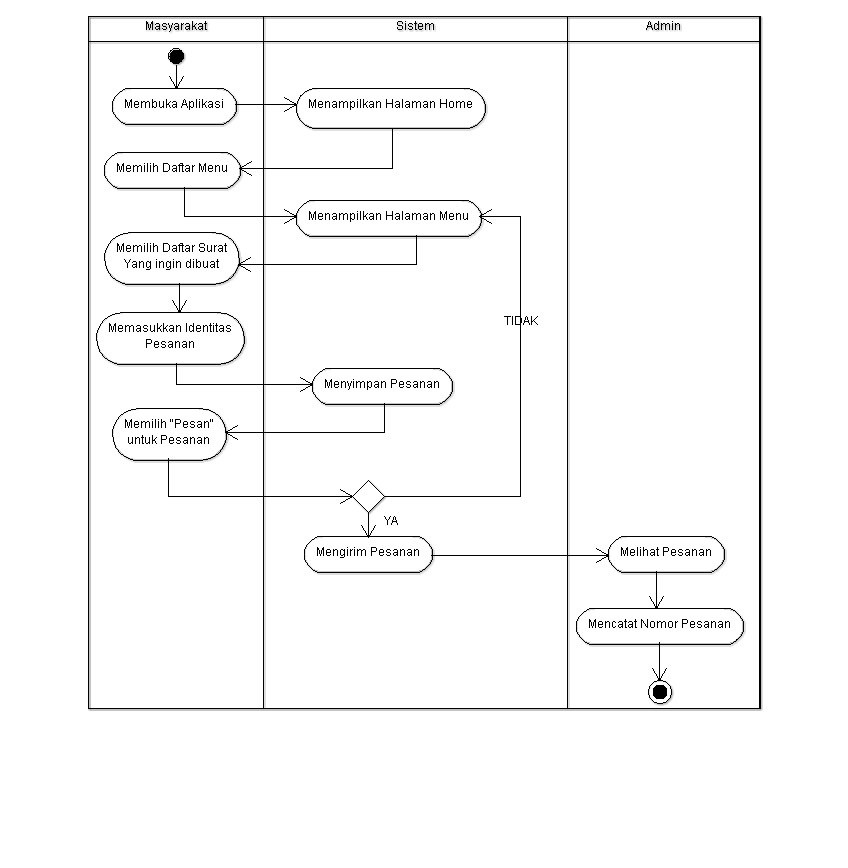 Masyarakat
Sistem
Admin
Membuka Aplikasi
Menampilkan Halaman Home
Memilih Daftar Menu
Menampilkan Halaman Menu
Memilih Daftar Surat
Yang ingin dibuat
TIDAK
Memasukkan Identitas
Pesanan
Menyimpan Pesanan
Memilih "Pesan"
untuk Pesanan
YA
Mengirim Pesanan
Melihat Pesanan
Mencatat Nomor Pesanan